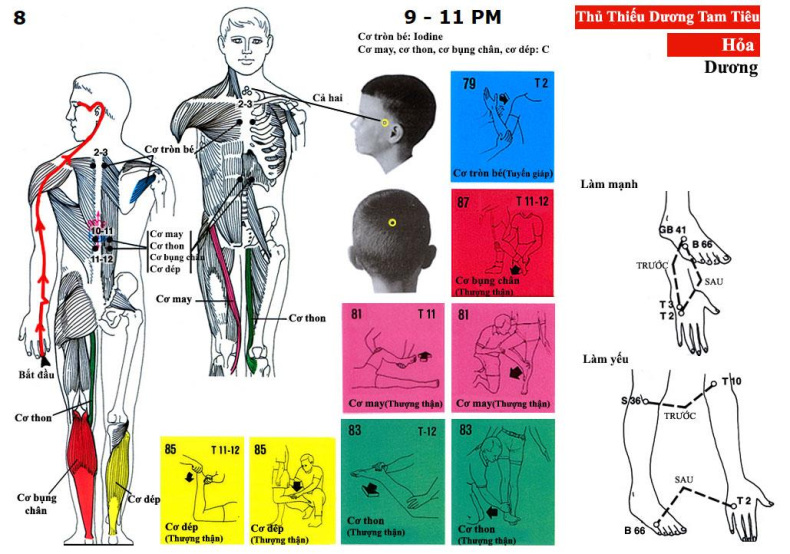 8
9 - 11 PM
Cơ tròn bé: Iodine
Cơ may, cơ thon, cơ bụng chân, cơ dép: C
Thủ Thiếu Dương Tam Tiêu
Hỏa
Dương
Cả hai
2-3
2-3
Cơ tròn bé
10-11
11-12
Cơ may
Cơ thon
Cơ bụng chân
Cơ dép
Cơ may
Cơ thon
Bắt đầu
Cơ thon
Cơ bụng
chân
Cơ dép
79 T 2
Cơ tròn bé(Tuyến giáp)
87 T 11-12
Cơ bụng chân
(Thượng thận)
81 T 11
Cơ may(Thượng thận)
81
Cơ may(Thượng thận)
83 T-12
Cơ thon
(Thượng thận)
83
Cơ thon
(Thượng thận)
85 T 11-12
Cơ dép
(Thượng thận)
85
Cơ dép
(Thượng thận)
Làm mạnh
GB 41
B 66
TRƯỚC
SAU
T 3
T 2
Làm yếu
S 36
T 10
TRƯỚC
SAU
T 2
B 66